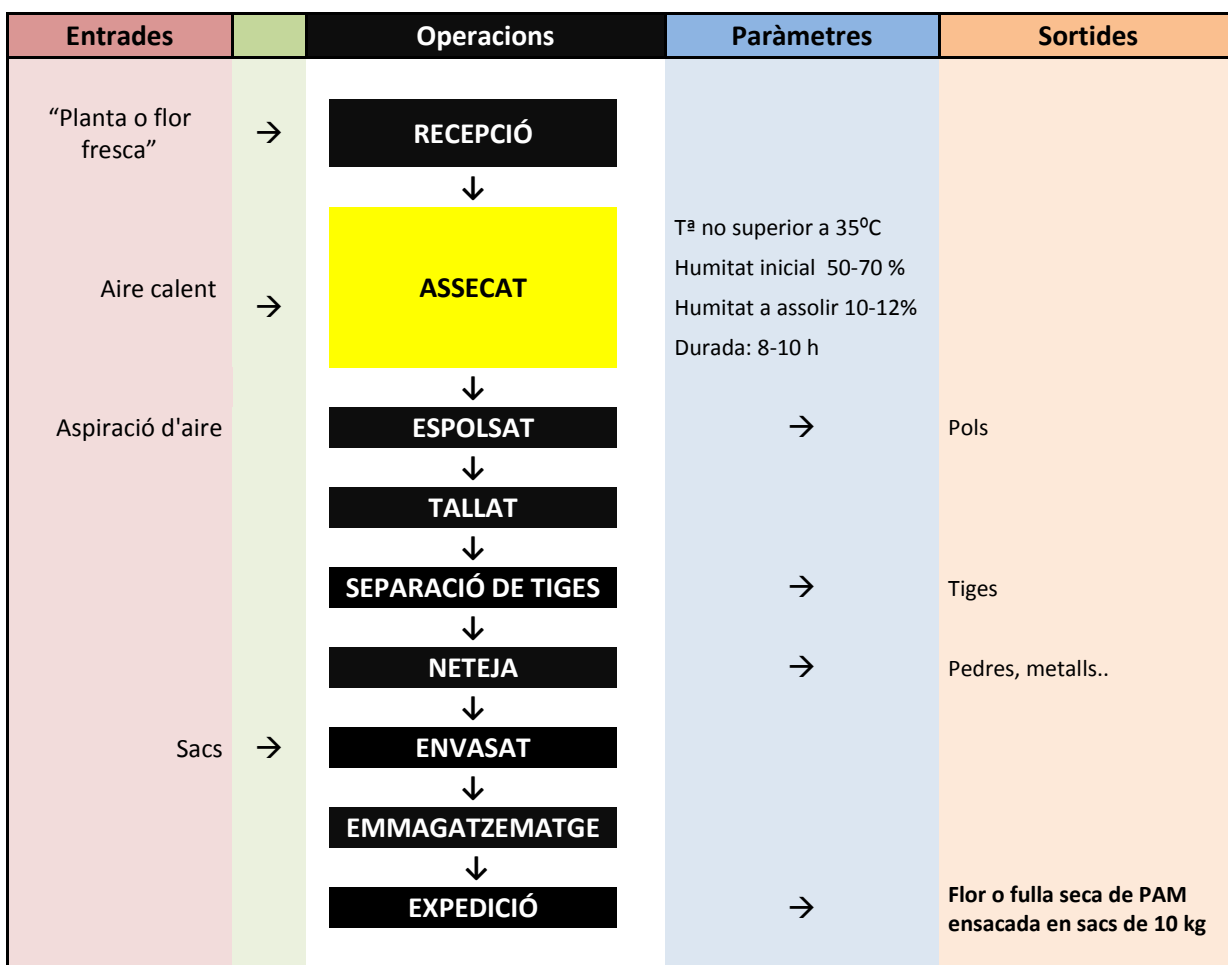 Entrades Operacions Paràmetres Sortides
“Planta o flor
fresca” → RECEPCIÓ
↓
Tª no superior a 35⁰C
Humitat inicial 50-70 %
Aire calent → ASSECAT
Humitat a assolir 10-12%
Durada: 8-10 h
↓
Aspiració d'aire ESPOLSAT → Pols
↓
TALLAT
↓
SEPARACIÓ DE TIGES → Tiges
↓
NETEJA → Pedres, metalls..
↓
Sacs → ENVASAT
↓
EMMAGATZEMATGE
↓
EXPEDICIÓ → Flor o fulla seca de PAM
ensacada en sacs de 10 kg